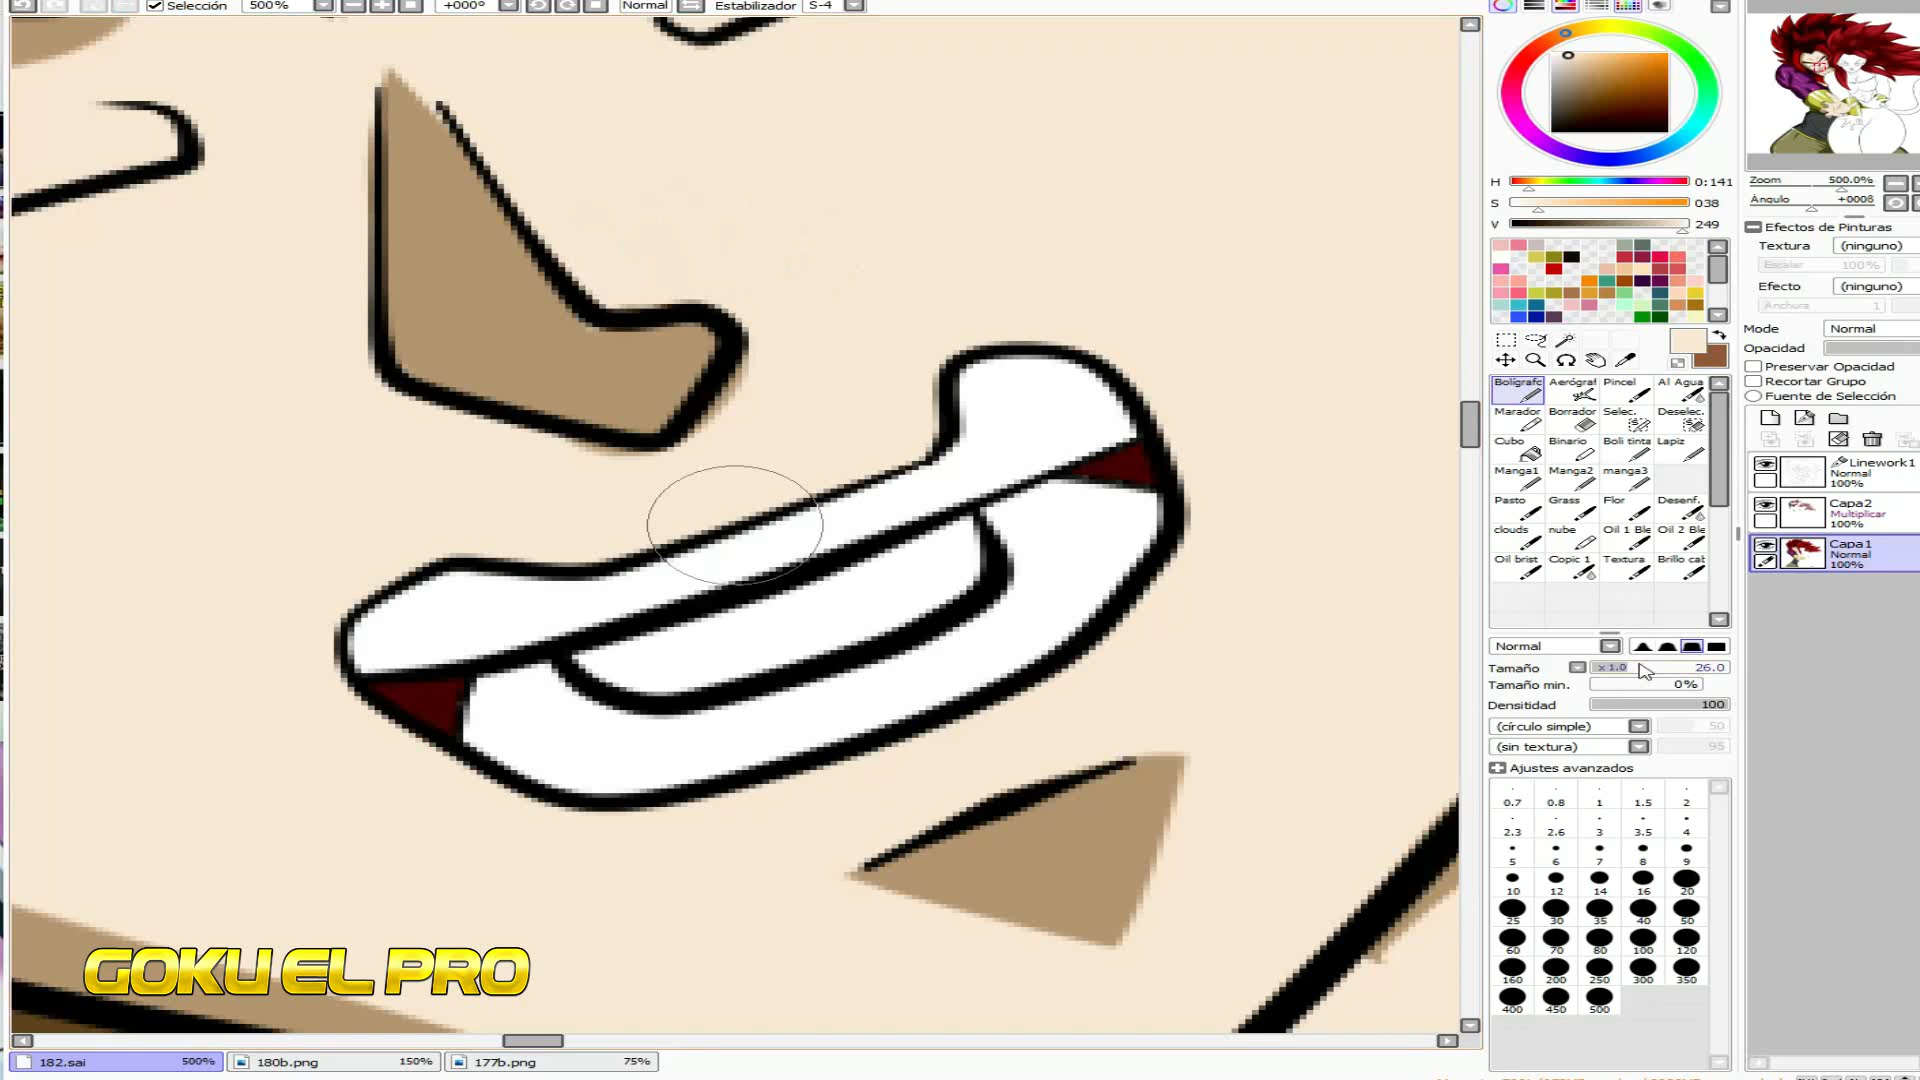 Selección 500% +000° Normal Estabilizador S-4
H 0:141
S 038
V 249
Zoom 500.0%
Ángulo +000
Efectos de Pinturas
Textura (ninguno)
Escalar 100%
Efecto (ninguno)
Anchura 1
Mode Normal
Opacidad
Preservar Opacidad
Recortar Grupo
Fuente de Selección
Linework1
Normal
100%
Capa2
Multiplicar
100%
Capa1
Normal
100%
Bolígrafo Aerógraf Pincel Al Agua
Marador Borrador Selec. Deselec.
Cubo Binario Boli tinta Lapiz
Manga1 Manga2 manga3
Pasto Grass Flor Desenf.
clouds nube Oil 1 Ble Oil 2 Ble
Oil brist Copic 1 Textura Brillo cab
Normal
Tamaño x 1.0 26.0
Tamaño min. 0%
Densitidad 100
(círculo simple) 50
(sin textura) 95
Ajustes avanzados
0.7 0.8 1 1.5 2
2.3 2.6 3 3.5 4
5 6 7 8 9
10 12 14 16 20
25 30 35 40 50
60 70 80 100 120
160 200 250 300 350
400 450 500
GOKU EL PRO
182.sai 500% 180b.png 150% 177b.png 75%